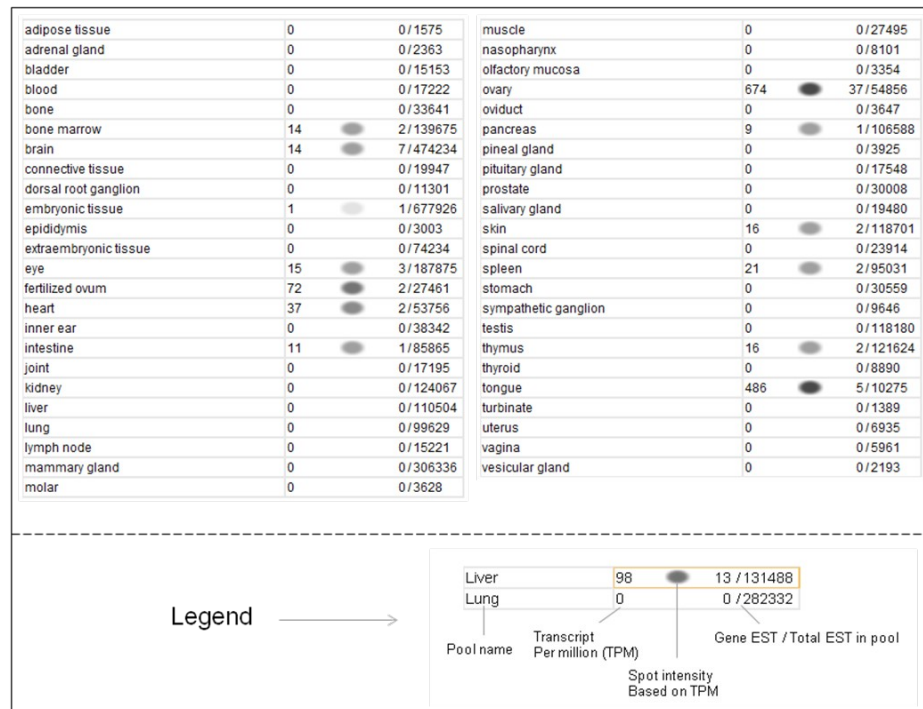 adipose tissue 0 0/1575
adrenal gland 0 0/2363
bladder 0 0/15153
blood 0 0/17222
bone 0 0/33641
bone marrow 14 2/139675
brain 14 7/474234
connective tissue 0 0/19947
dorsal root ganglion 0 0/11301
embryonic tissue 1 1/677926
epididymis 0 0/3003
extraembryonic tissue 0 0/74234
eye 15 3/187875
fertilized ovum 72 2/27461
heart 37 2/53756
inner ear 0 0/38342
intestine 11 1/85865
joint 0 0/17195
kidney 0 0/124067
liver 0 0/110504
lung 0 0/99629
lymph node 0 0/15221
mammary gland 0 0/306336
molar 0 0/3628
muscle 0 0/27495
nasopharynx 0 0/8101
olfactory mucosa 0 0/3354
ovary 674 37/54856
oviduct 0 0/3647
pancreas 9 1/106588
pineal gland 0 0/3925
pituitary gland 0 0/17548
prostate 0 0/30008
salivary gland 0 0/19480
skin 16 2/118701
spinal cord 0 0/23914
spleen 21 2/95031
stomach 0 0/30559
sympathetic ganglion 0 0/9646
testis 0 0/118180
thymus 16 2/121624
thyroid 0 0/8890
tongue 486 5/10275
turbinate 0 0/1389
uterus 0 0/6935
vagina 0 0/5961
vesicular gland 0 0/2193
Legend
Liver 98 13 /131488
Lung 0 0 /282332
Pool name
Transcript
Per million (TPM)
Gene EST / Total EST in pool
Spot intensity
Based on TPM